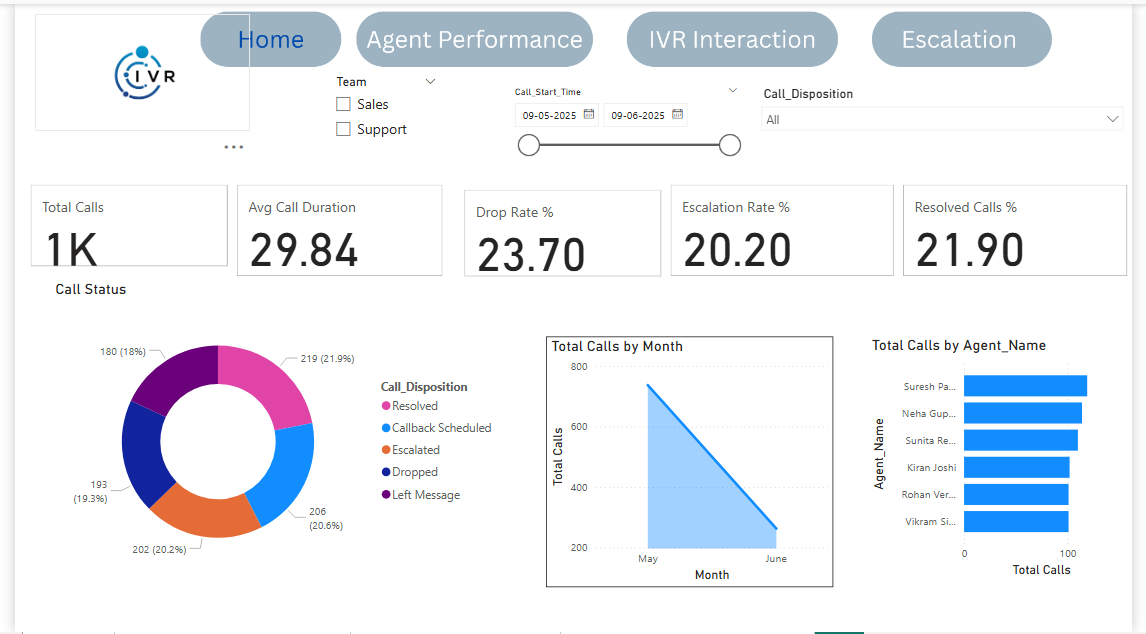 IVR
Home
Agent Performance
IVR Interaction
Escalation
Team
Sales
Support
Call_Start_Time
09-05-2025
09-06-2025
Call_Disposition
All
Total Calls
1K
Avg Call Duration
29.84
Drop Rate %
23.70
Escalation Rate %
20.20
Resolved Calls %
21.90
Call Status
180 (18%)
219 (21.9%)
193
(19.3%)
206
(20.6%)
202 (20.2%)
Call_Disposition
Resolved
Callback Scheduled
Escalated
Dropped
Left Message
Total Calls by Month
Total Calls
800
600
400
200
May
June
Month
Total Calls by Agent_Name
Agent_Name
Suresh Pa...
Neha Gup...
Sunita Re...
Kiran Joshi
Rohan Ver...
Vikram Si...
0
100
Total Calls